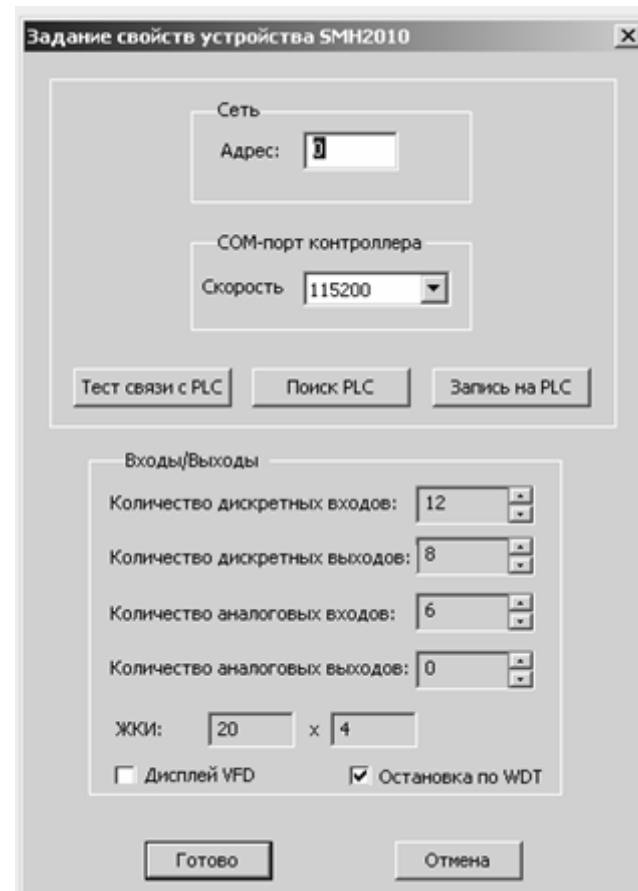 Задание свойств устройства SMH2010
Сеть
Адрес: 0
COM-порт контроллера
Скорость 115200
Тест связи с PLC Поиск PLC Запись на PLC
Входы/Выходы
Количество дискретных входов: 12
Количество дискретных выходов: 8
Количество аналоговых входов: 6
Количество аналоговых выходов: 0
ЖКИ: 20 x 4
Дисплей VFD Остановка по WDT
Готово Отмена